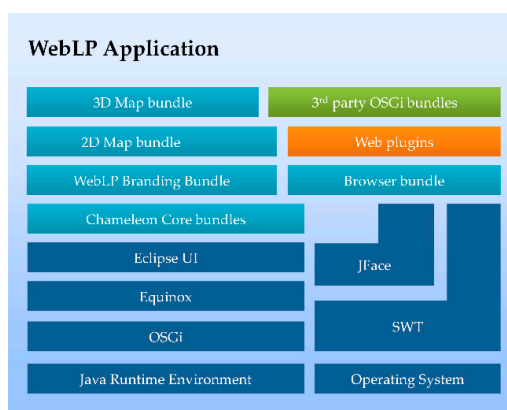 WebLP Application
3D Map bundle
3rd party OSGi bundles
2D Map bundle
Web plugins
WebLP Branding Bundle
Browser bundle
Chameleon Core bundles
Eclipse UI
JFace
Equinox
SWT
OSGi
Java Runtime Environment
Operating System